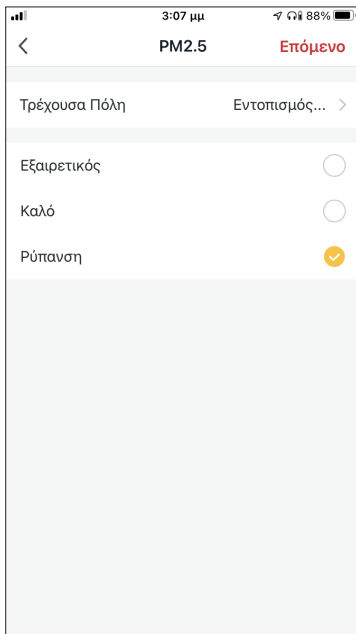 3:07 μμ
88%
PM2.5
Επόμενο
Τρέχουσα Πόλη
Εντοπισμός...
Εξαιρετικός
Καλό
Ρύπανση